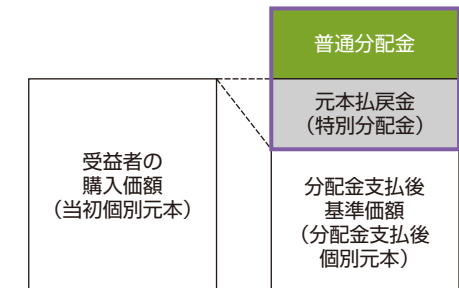 普通分配金
元本払戻金
（特別分配金）
受益者の
購入価額
（当初個別元本）
分配金支払後
基準価額
（分配金支払後
個別元本）